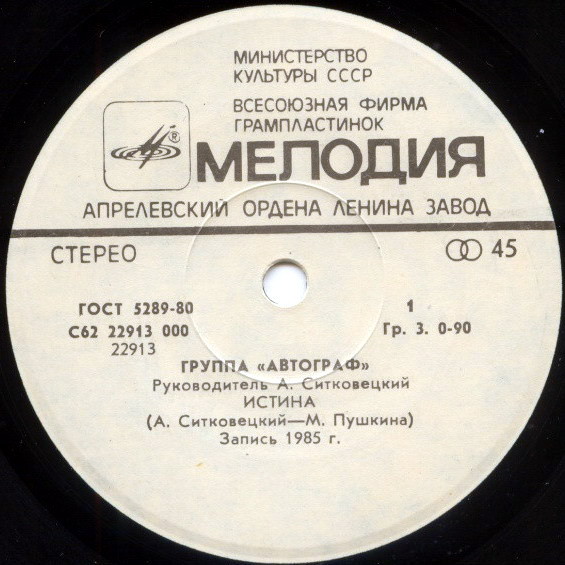 МИНИСТЕРСТВО
КУЛЬТУРЫ СССР
ВСЕСОЮЗНАЯ ФИРМА
ГРАМПЛАСТИНОК
® МЕЛОДИЯ
АПРЕЛЕВСКИЙ ОРДЕНА ЛЕНИНА ЗАВОД
СТЕРЕО 45
ГОСТ 5289-80 1
С62 22913 000 Гр. 3. 0-90
22913
ГРУППА «АВТОГРАФ»
Руководитель А. Ситковецкий
ИСТИНА
(А. Ситковецкий—М. Пушкина)
Запись 1985 г.